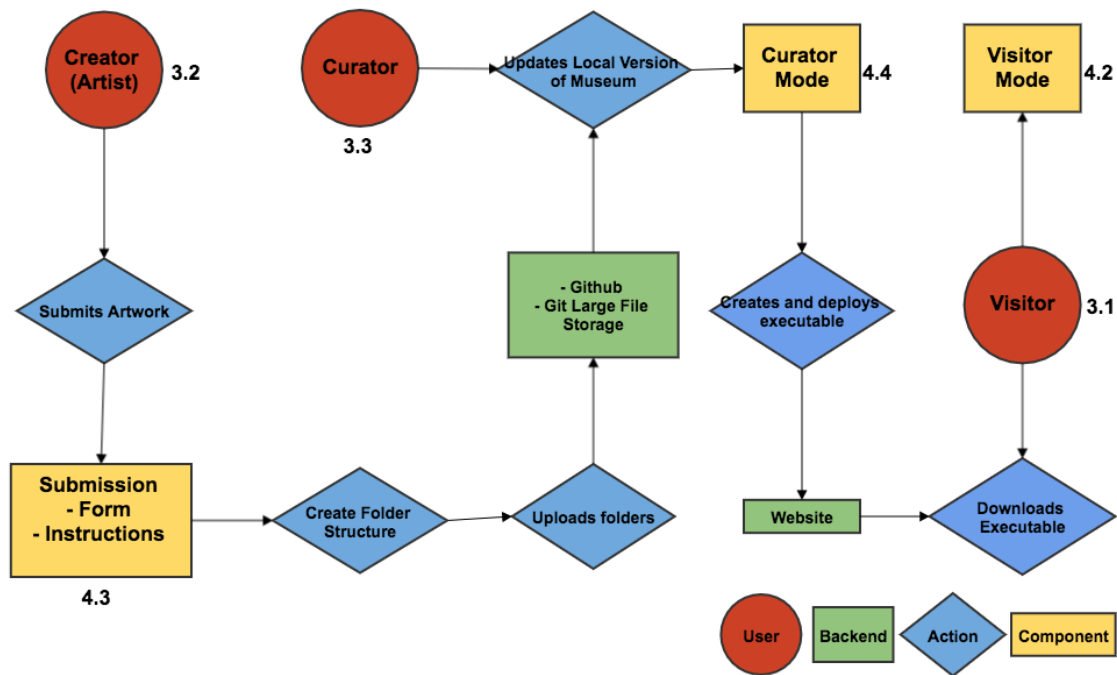 Creator
(Artist)
3.2
Curator
3.3
Updates Local Version
of Museum
Curator
Mode
4.4
Visitor
Mode
4.2
Submits Artwork
- Github
- Git Large File
Storage
Creates and deploys
executable
Visitor
3.1
Submission
- Form
- Instructions
4.3
Create Folder
Structure
Uploads folders
Website
Downloads
Executable
User
Backend
Action
Component